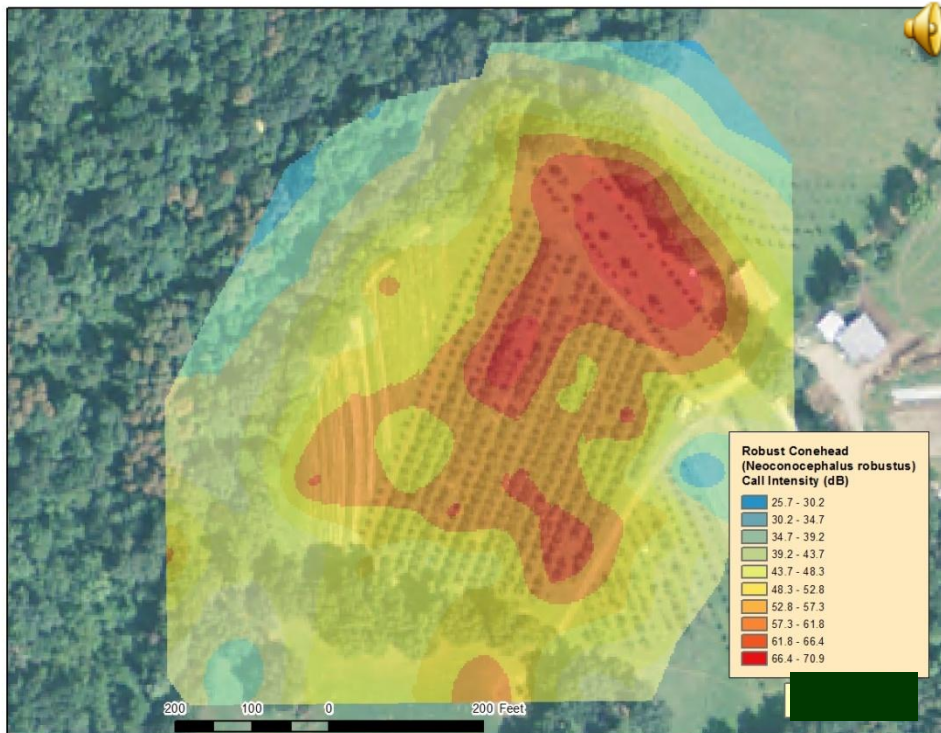 Robust Conehead
(Neoconocephalus robustus)
Call Intensity (dB)
25.7 - 30.2
30.2 - 34.7
34.7 - 39.2
39.2 - 43.7
43.7 - 48.3
48.3 - 52.8
52.8 - 57.3
57.3 - 61.8
61.8 - 66.4
66.4 - 70.9
200 100 0 200 Feet